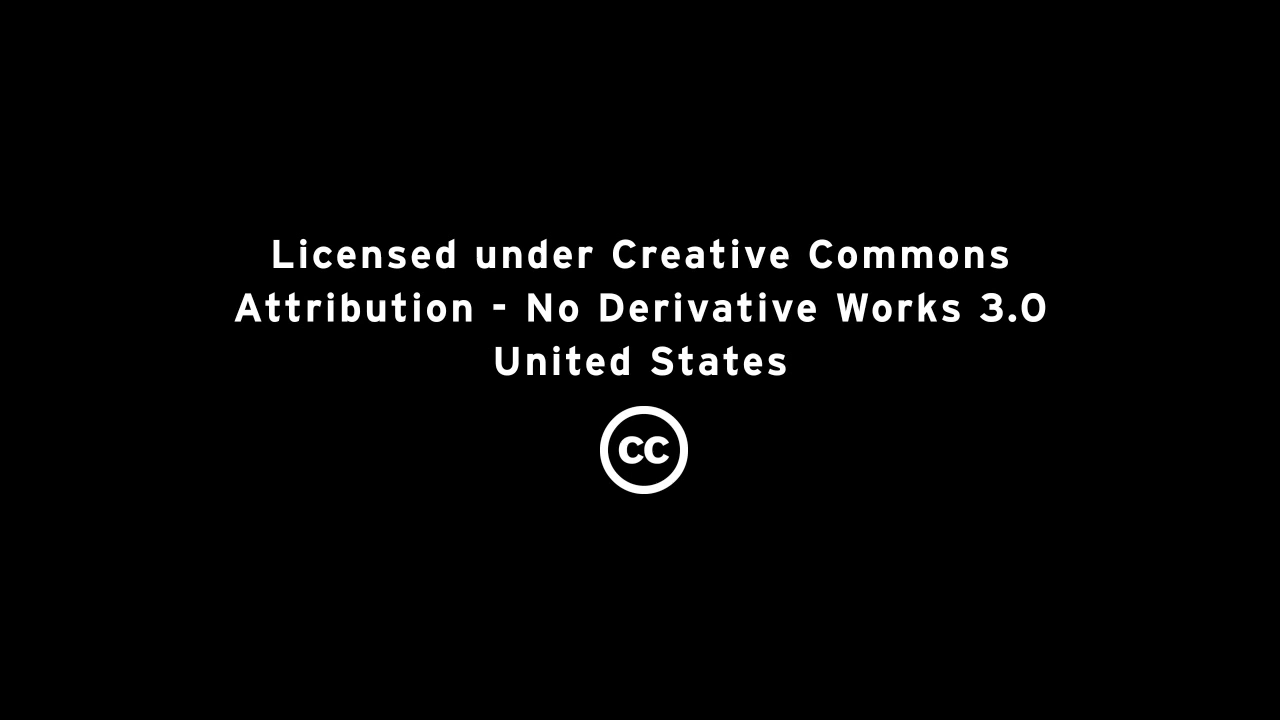 Licensed under Creative Commons
Attribution - No Derivative Works 3.0
United States
cc